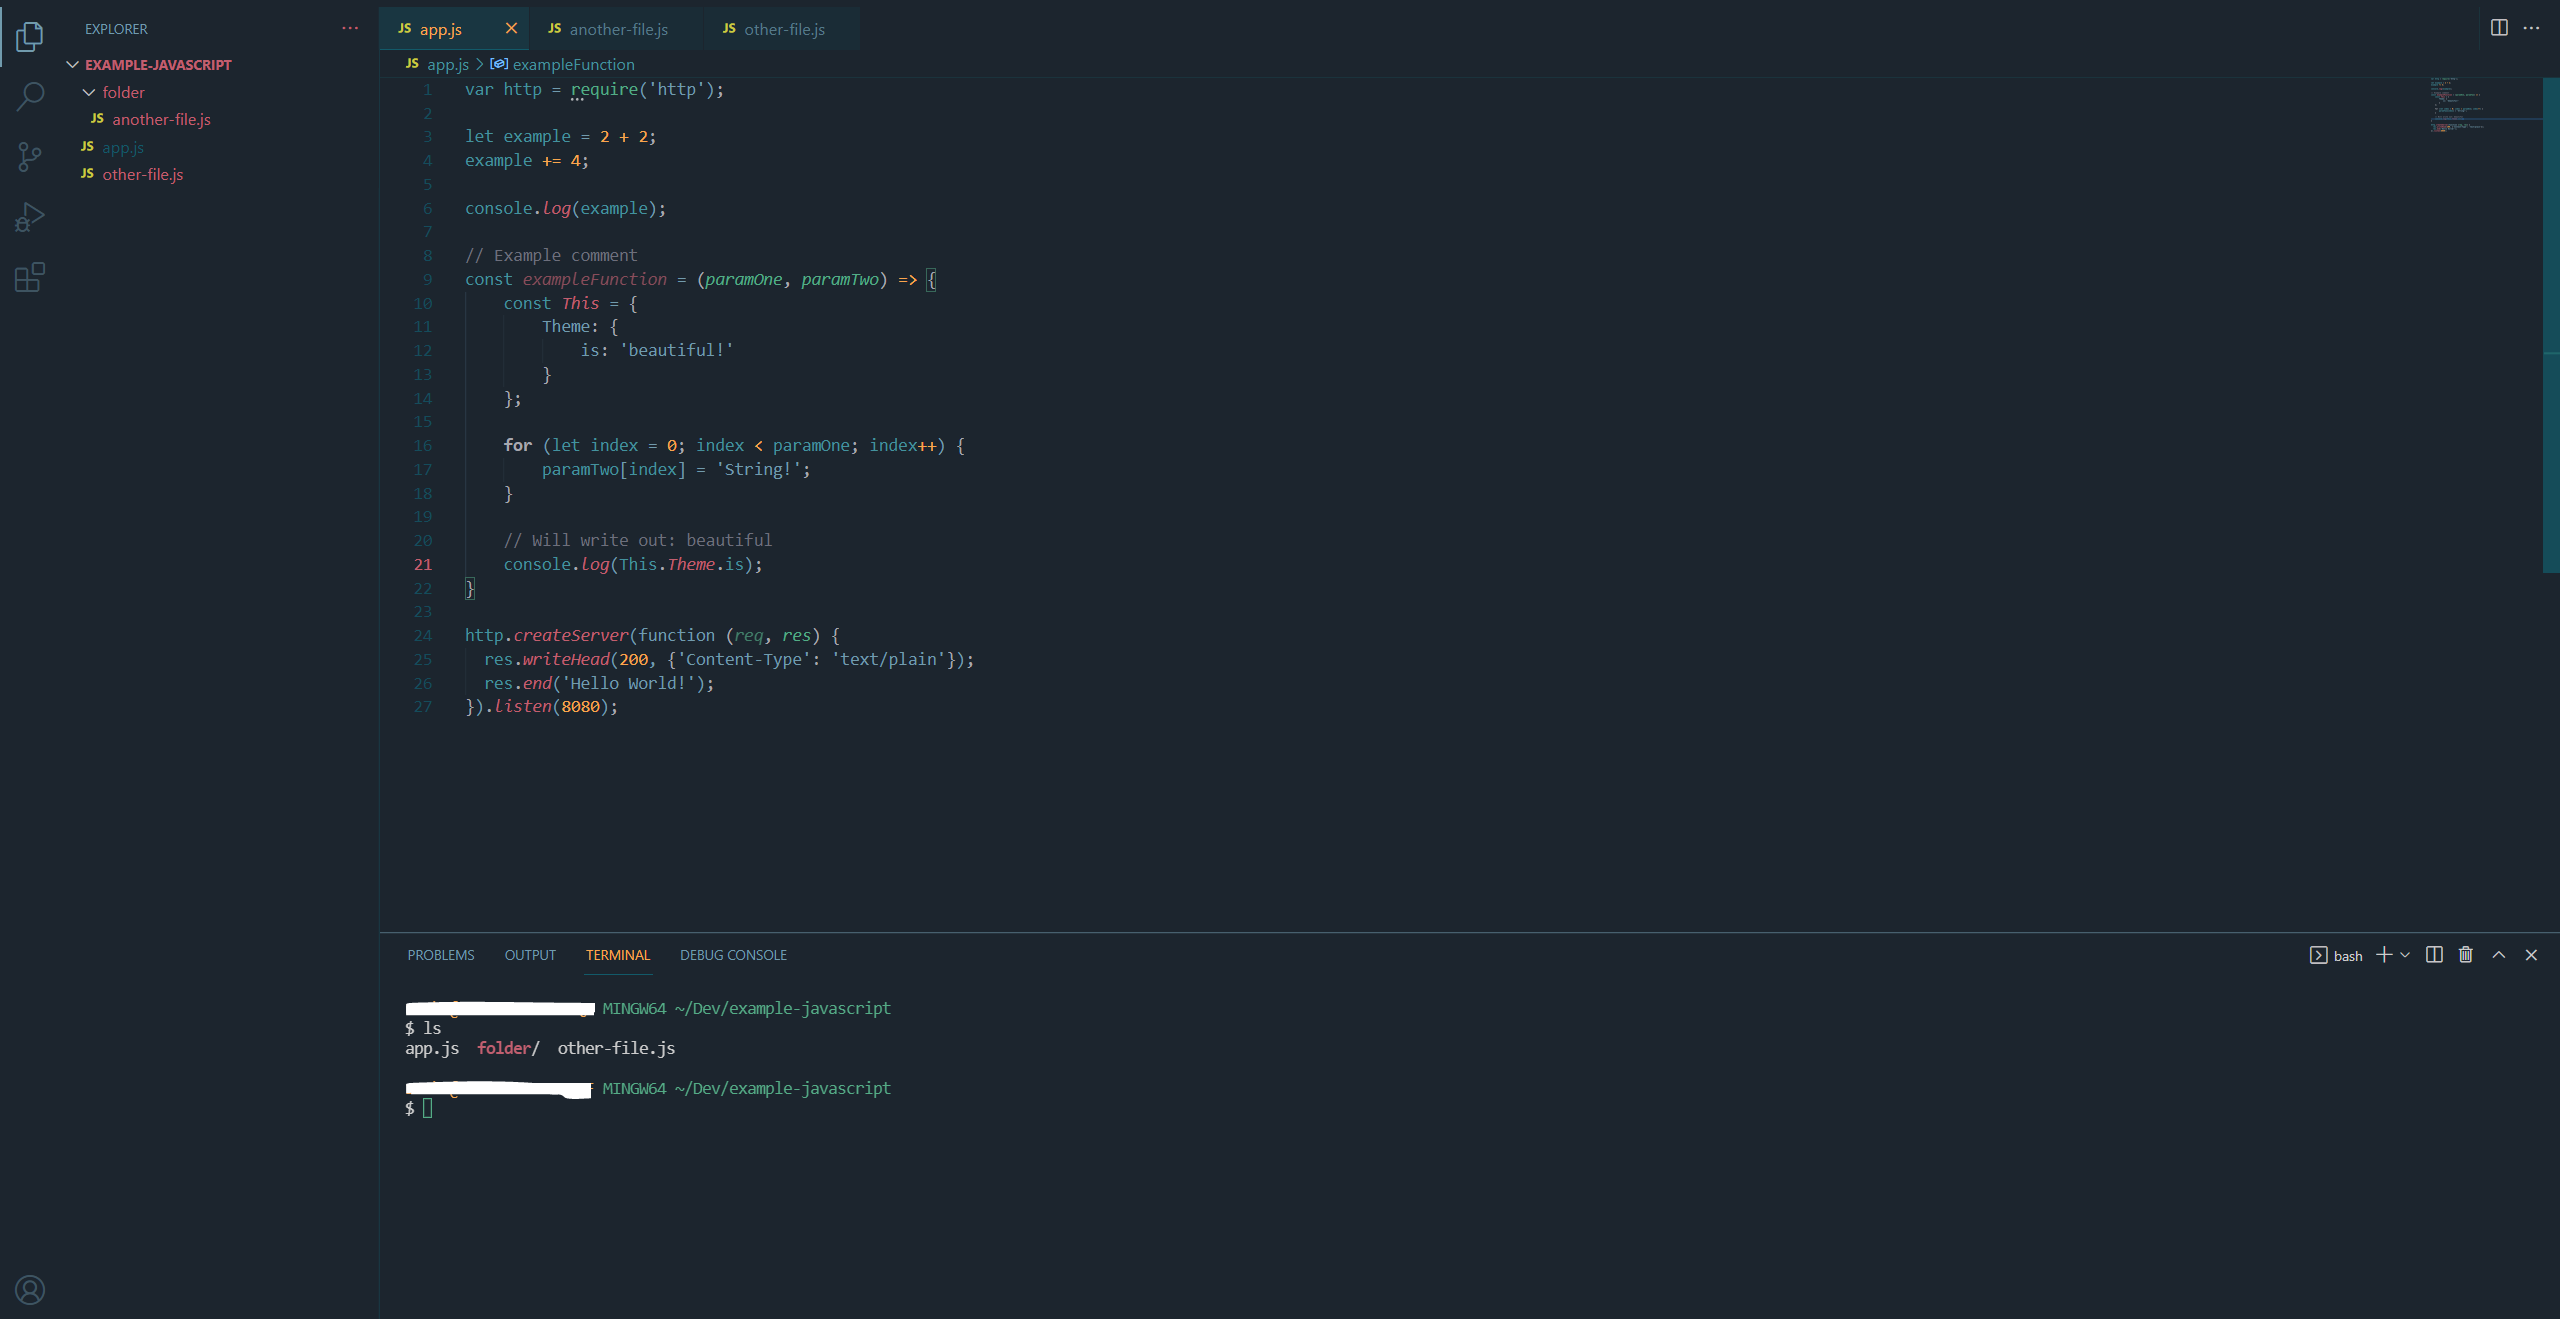 EXPLORER
EXAMPLE-JAVASCRIPT
folder
JS another-file.js
JS app.js
JS other-file.js
JS app.js JS another-file.js JS other-file.js
JS app.js > exampleFunction
1 var http = require('http');
2
3 let example = 2 + 2;
4 example += 4;
5
6 console.log(example);
7
8 // Example comment
9 const exampleFunction = (paramOne, paramTwo) => {
10     const This = {
11         Theme: {
12             is: 'beautiful!'
13         }
14     };
15
16     for (let index = 0; index < paramOne; index++) {
17         paramTwo[index] = 'String!';
18     }
19
20     // Will write out: beautiful
21     console.log(This.Theme.is);
22 }
23
24 http.createServer(function (req, res) {
25   res.writeHead(200, {'Content-Type': 'text/plain'});
26   res.end('Hello World!');
27 }).listen(8080);
PROBLEMS OUTPUT TERMINAL DEBUG CONSOLE bash
MINGW64 ~/Dev/example-javascript
$ ls
app.js  folder/  other-file.js
MINGW64 ~/Dev/example-javascript
$